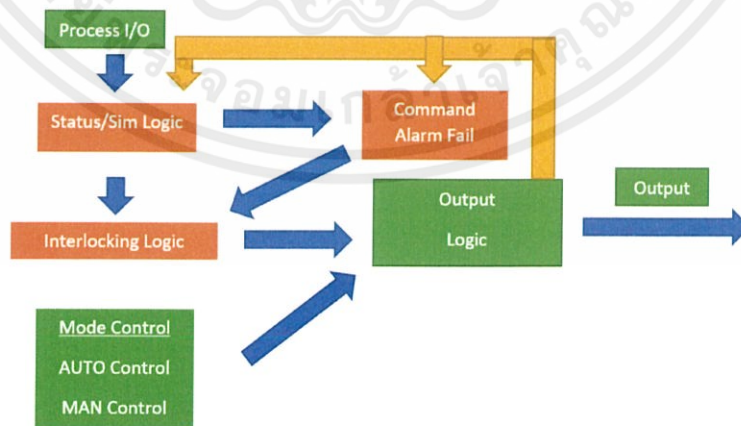 Process I/O
Status/Sim Logic
Command
Alarm Fail
Output
Logic
Output
Interlocking Logic
Mode Control
AUTO Control
MAN Control